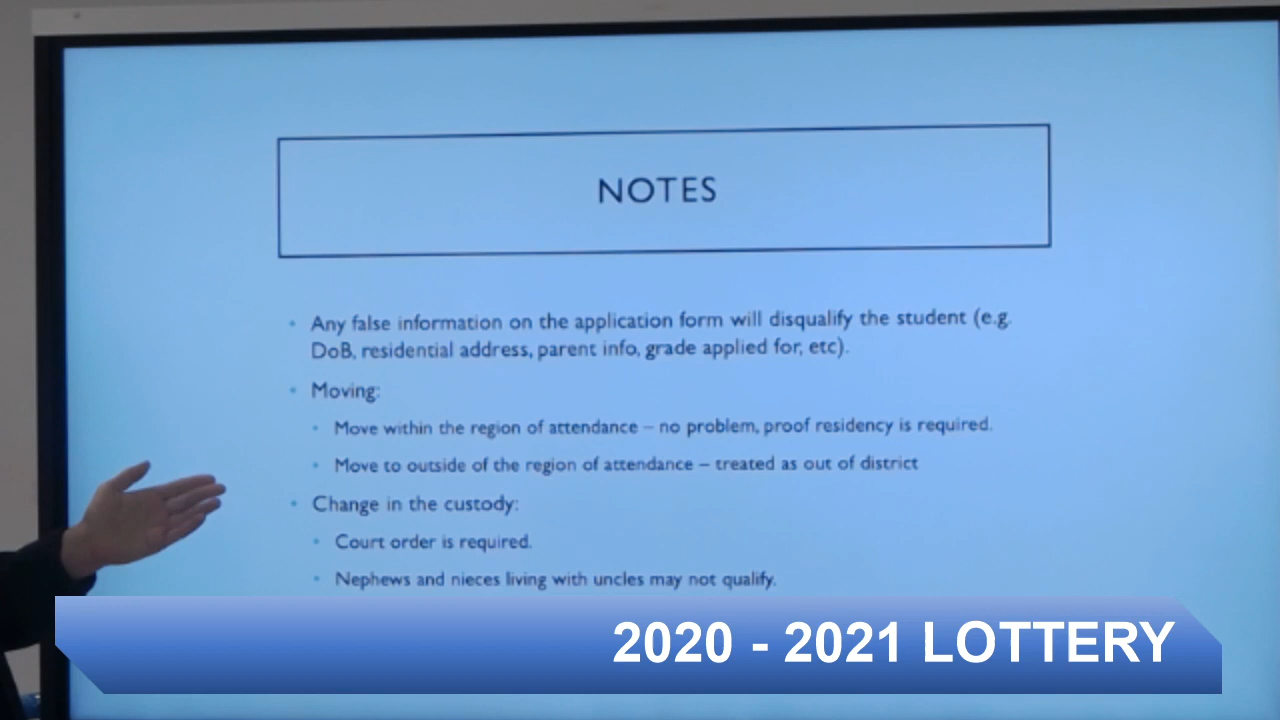 NOTES
Any false information on the application form will disqualify the student (e.g.
DoB, residential address, parent info, grade applied for, etc).
Moving:
Move within the region of attendance – no problem, proof residency is required.
Move to outside of the region of attendance – treated as out of district
Change in the custody:
Court order is required.
Nephews and nieces living with uncles may not qualify.
2020 - 2021 LOTTERY